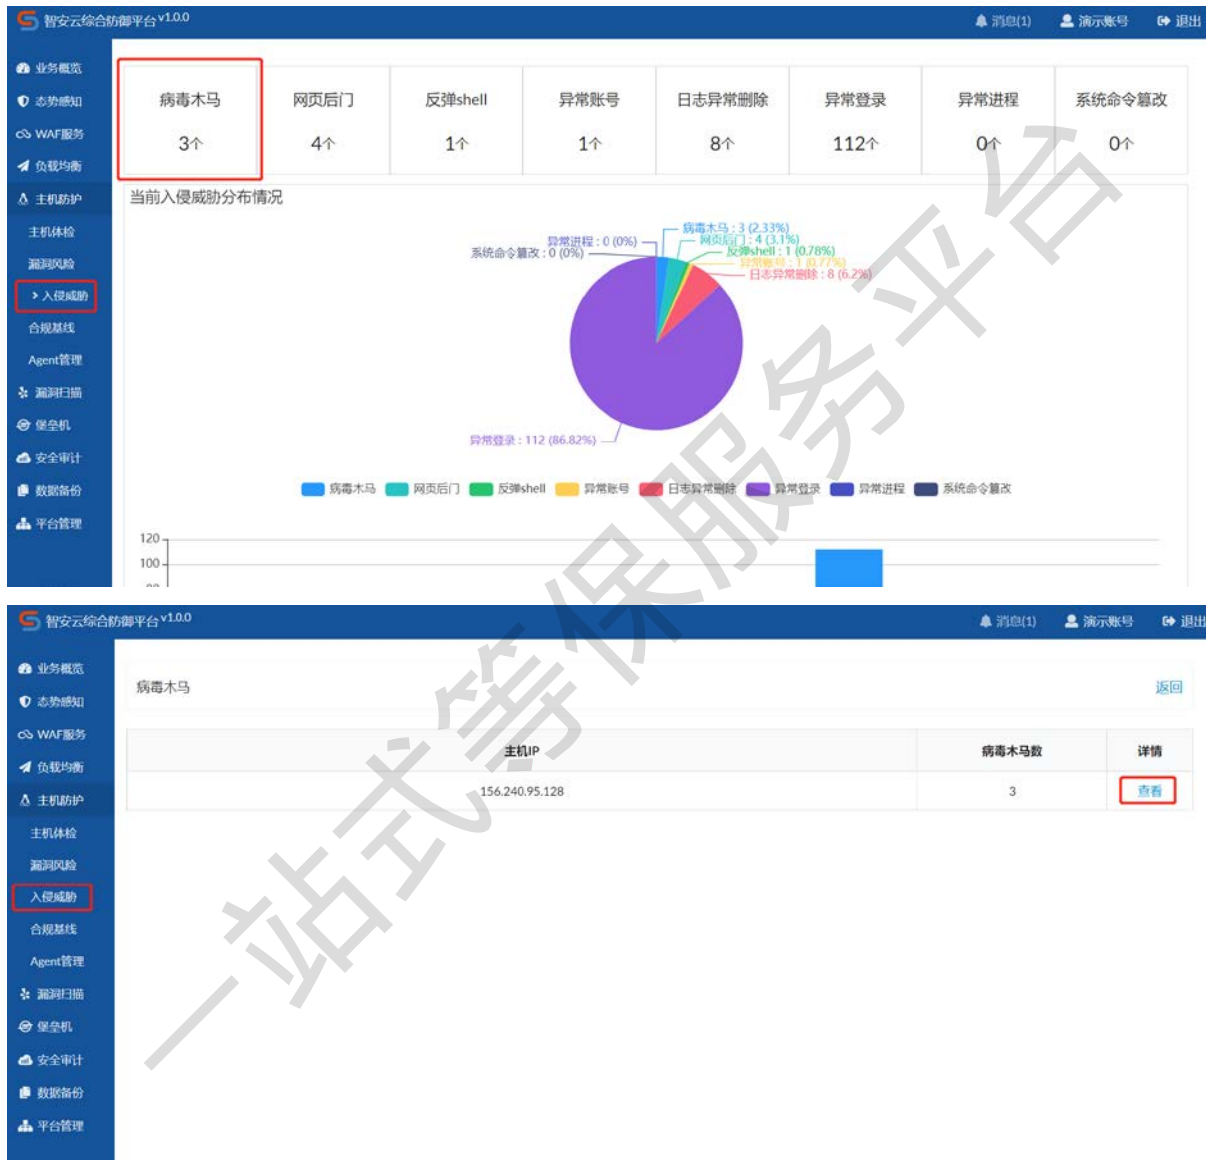 智安云综合防御平台 v1.0.0
消息(1) 演示账号 退出
业务概览
态势感知
WAF服务
负载均衡
主机防护
主机体检
漏洞风险
入侵威胁
合规基线
Agent管理
漏洞扫描
堡垒机
安全审计
数据备份
平台管理
病毒木马 网页后门 反弹shell 异常账号 日志异常删除 异常登录 异常进程 系统命令篡改
3个 4个 1个 1个 8个 112个 0个 0个
当前入侵威胁分布情况
病毒木马 : 3 (2.33%)
网页后门 : 4 (3.1%)
反弹shell : 1 (0.78%)
异常账号 : 1 (0.77%)
日志异常删除 : 8 (6.2%)
异常进程 : 0 (0%)
系统命令篡改 : 0 (0%)
异常登录 : 112 (86.82%)
病毒木马 网页后门 反弹shell 异常账号 日志异常删除 异常登录 异常进程 系统命令篡改
120
100
智安云综合防御平台 v1.0.0
消息(1) 演示账号 退出
业务概览
态势感知
WAF服务
负载均衡
主机防护
主机体检
漏洞风险
入侵威胁
合规基线
Agent管理
漏洞扫描
堡垒机
安全审计
数据备份
平台管理
病毒木马 返回
主机IP 病毒木马数 详情
156.240.95.128 3 查看
一站式等保服务平台